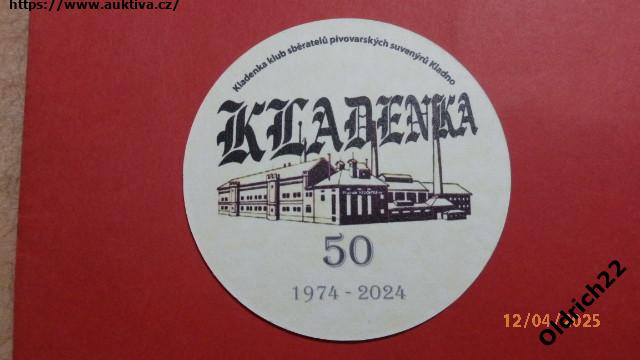 https://www.auktiva.cz/
Kladenka klub sběratelů pivovarských suvenýrů Kladno
KLADENKA
50
1974 - 2024
12/04/2025
Oldrich22